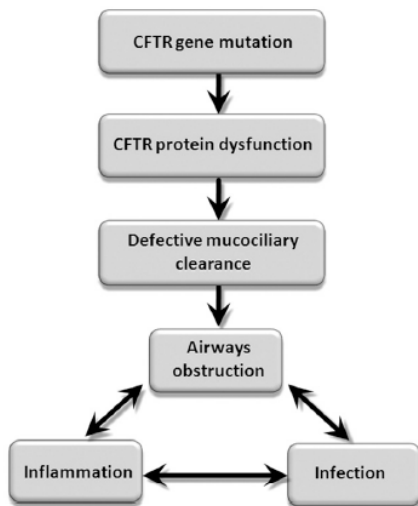 CFTR gene mutation
CFTR protein dysfunction
Defective mucociliary
clearance
Airways
obstruction
Inflammation
Infection